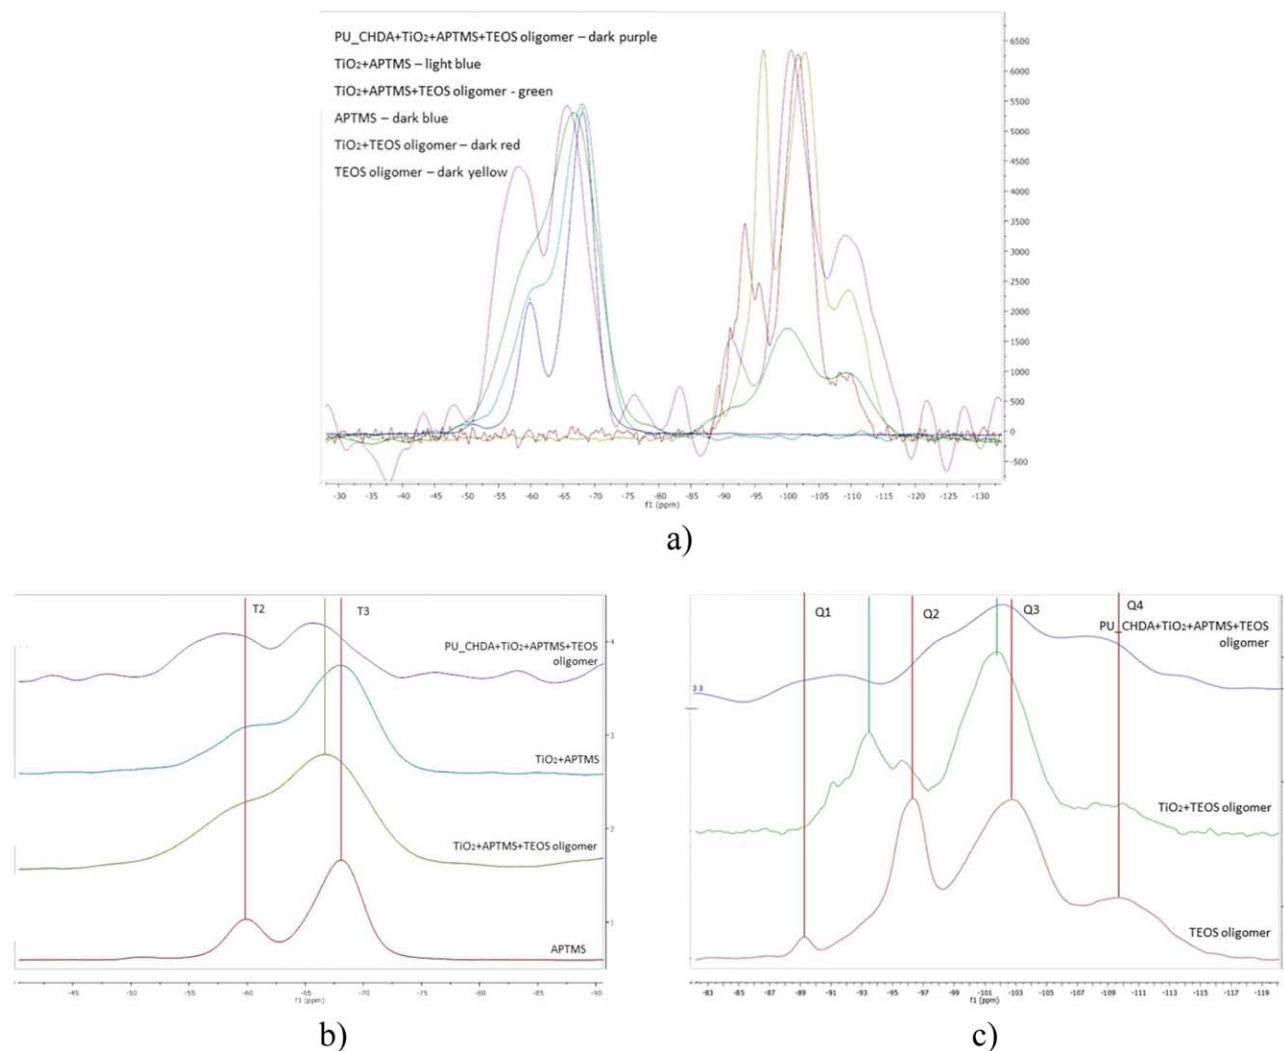 PU_CHDA+TiO₂+APTMS+TEOS oligomer – dark purple
TiO₂+APTMS – light blue
TiO₂+APTMS+TEOS oligomer - green
APTMS – dark blue
TiO₂+TEOS oligomer – dark red
TEOS oligomer – dark yellow
6500
6000
5500
5000
4500
4000
3500
3000
2500
2000
1500
1000
500
0
-500
-30 -35 -40 -45 -50 -55 -60 -65 -70 -75 -80 -85 -90 -95 -100 -105 -110 -115 -120 -125 -130
f1 (ppm)
a)
T2 T3
PU_CHDA+TiO₂+APTMS+TEOS
oligomer
TiO₂+APTMS
TiO₂+APTMS+TEOS oligomer
APTMS
4
3
2
1
-45 -50 -55 -60 -65 -70 -75 -80 -85 -90
f1 (ppm)
b)
Q1 Q2 Q3 Q4
PU_CHDA+TiO₂+APTMS+TEOS
oligomer
33
TiO₂+TEOS oligomer
TEOS oligomer
-83 -85 -87 -89 -91 -93 -95 -97 -99 -101 -103 -105 -107 -109 -111 -113 -115 -117 -119
f1 (ppm)
c)